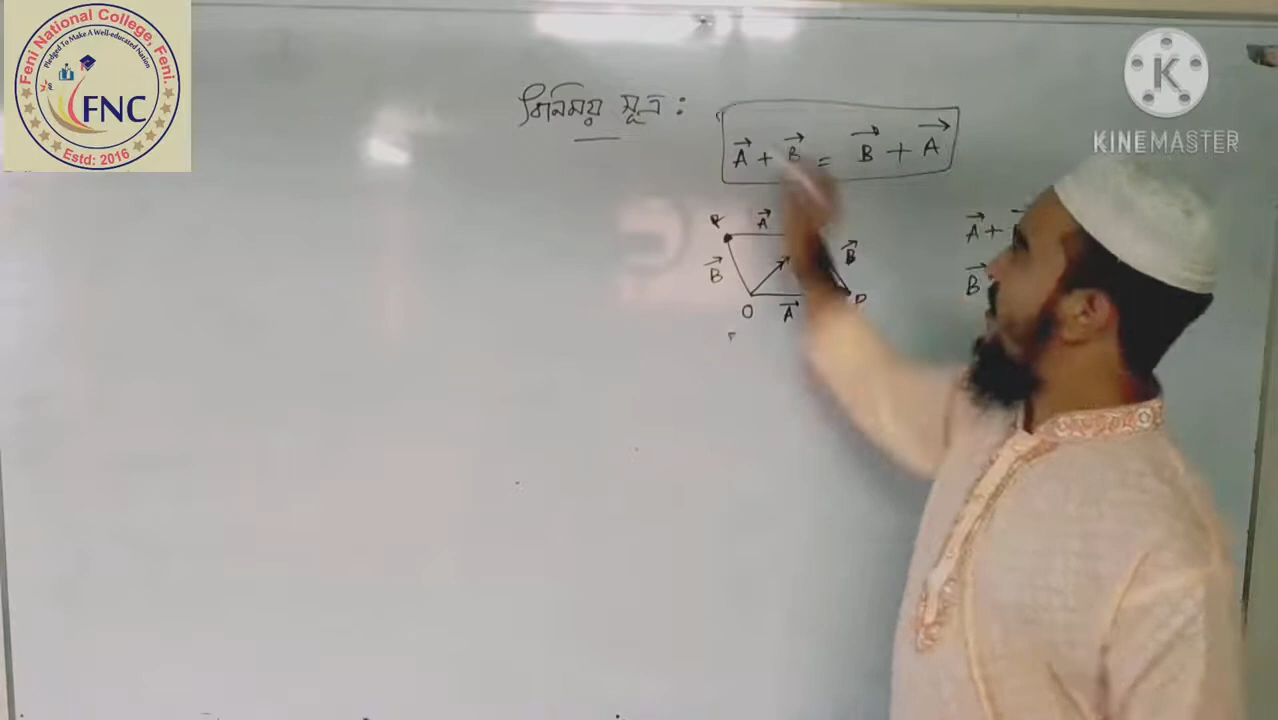 Feni National College, Feni.
Pledged To Make A Well-educated Nation
FNC
Estd: 2016
K
KINEMASTER
বিনিময় সূত্র :
A⃗ + B⃗ = B⃗ + A⃗
A⃗
B⃗
B⃗
O
A⃗
P
A⃗ +
B⃗